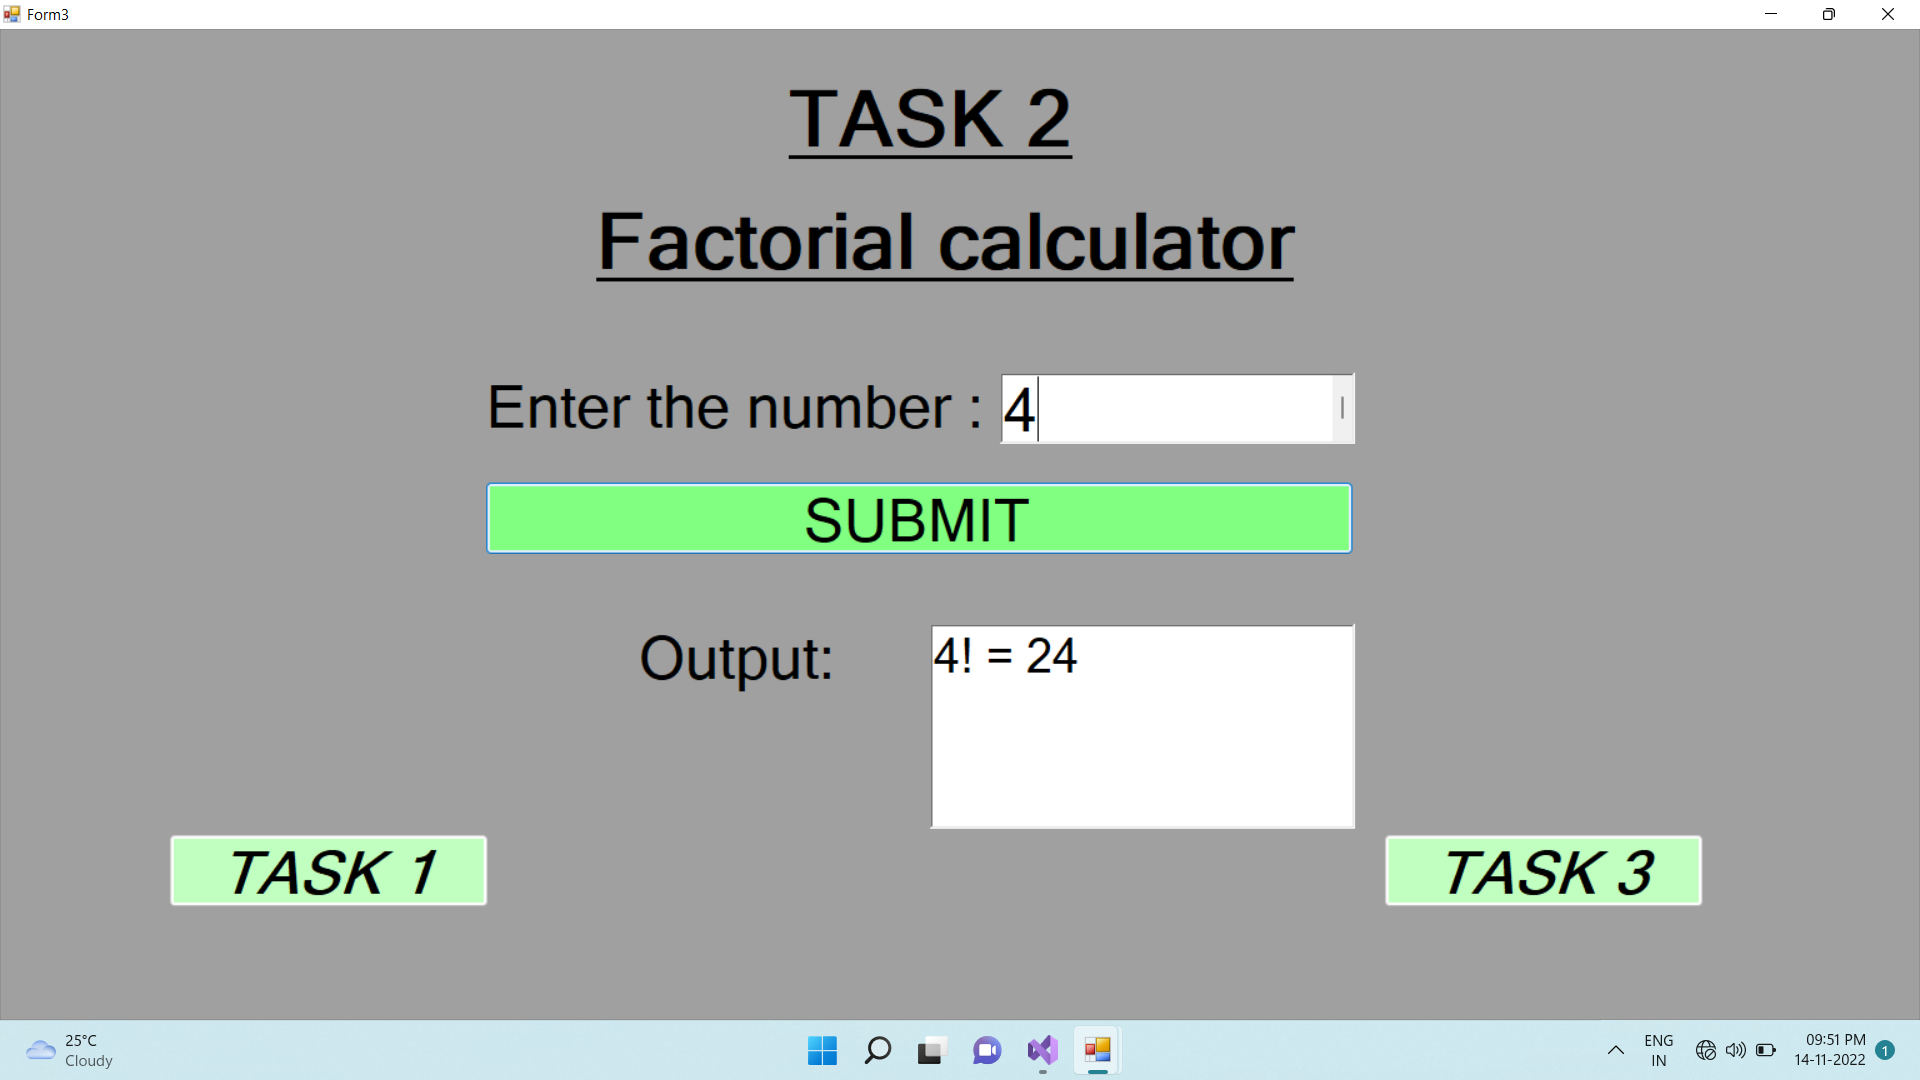 Form3
TASK 2
Factorial calculator
Enter the number : 4
SUBMIT
Output: 4! = 24
TASK 1
TASK 3
25°C
Cloudy
ENG
IN
09:51 PM
14-11-2022
1